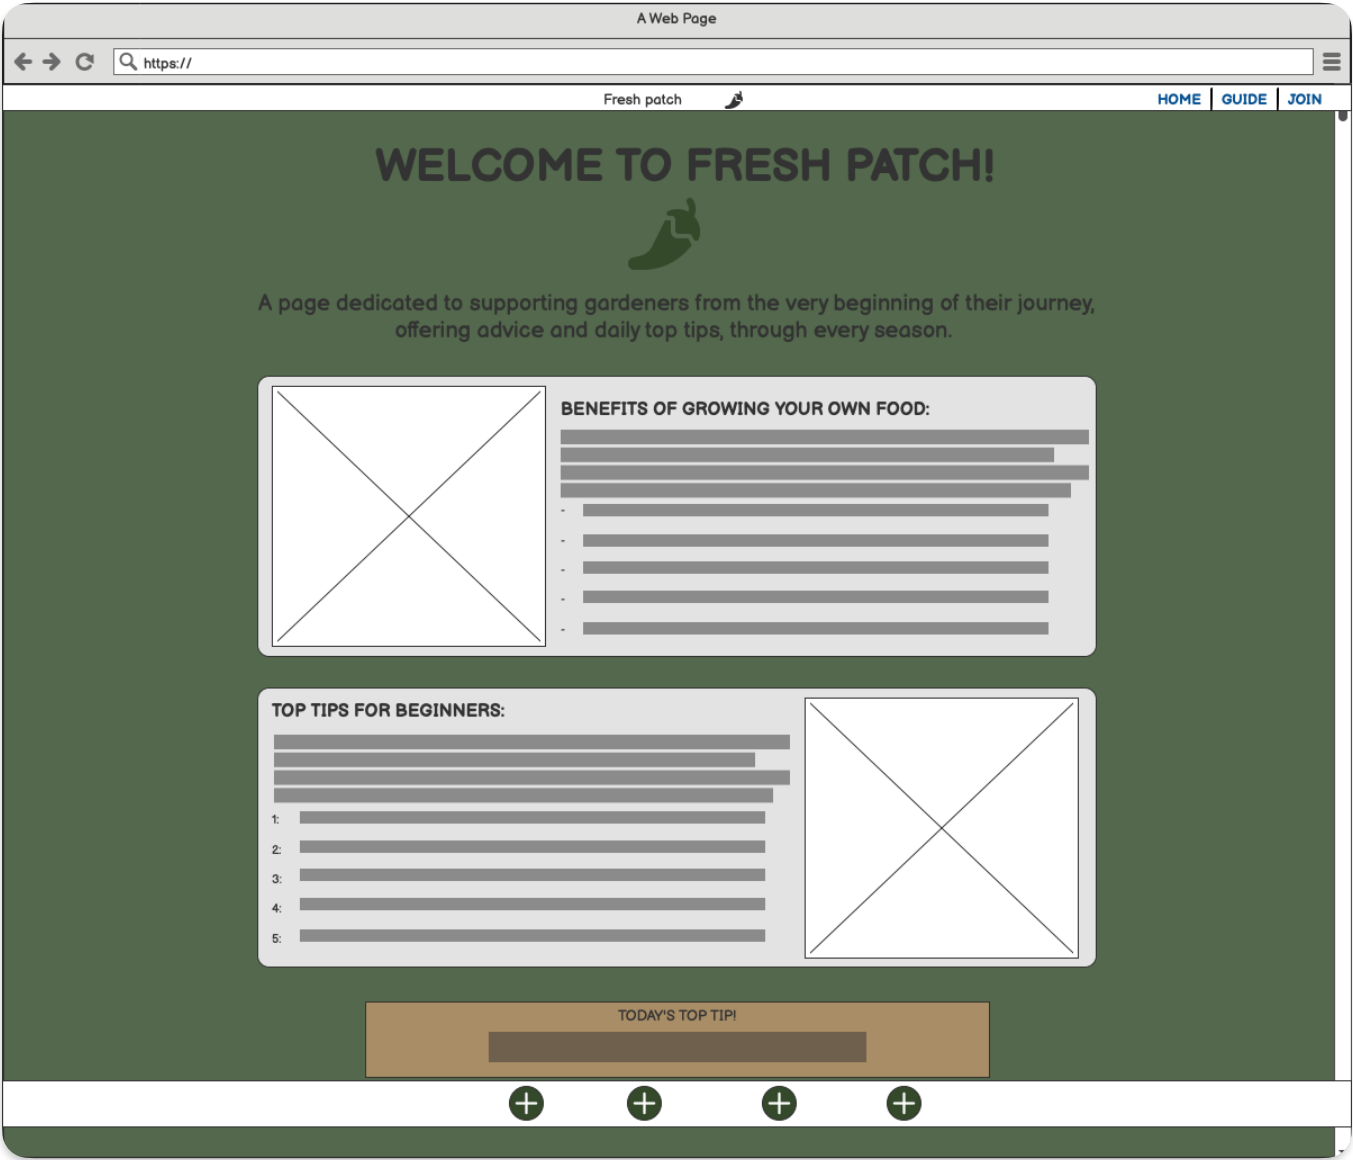 A Web Page
https://
Fresh patch
HOME GUIDE JOIN
WELCOME TO FRESH PATCH!
A page dedicated to supporting gardeners from the very beginning of their journey,
offering advice and daily top tips, through every season.
BENEFITS OF GROWING YOUR OWN FOOD:
-
-
-
-
-
TOP TIPS FOR BEGINNERS:
1:
2:
3:
4:
5:
TODAY'S TOP TIP!